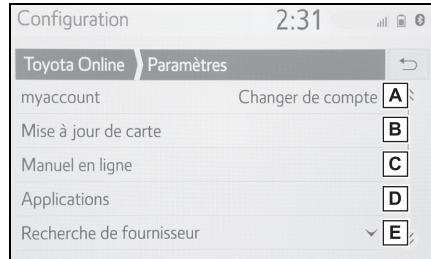 Configuration 2:31
Toyota Online Paramètres
myaccount Changer de compte A
Mise à jour de carte B
Manuel en ligne C
Applications D
Recherche de fournisseur E